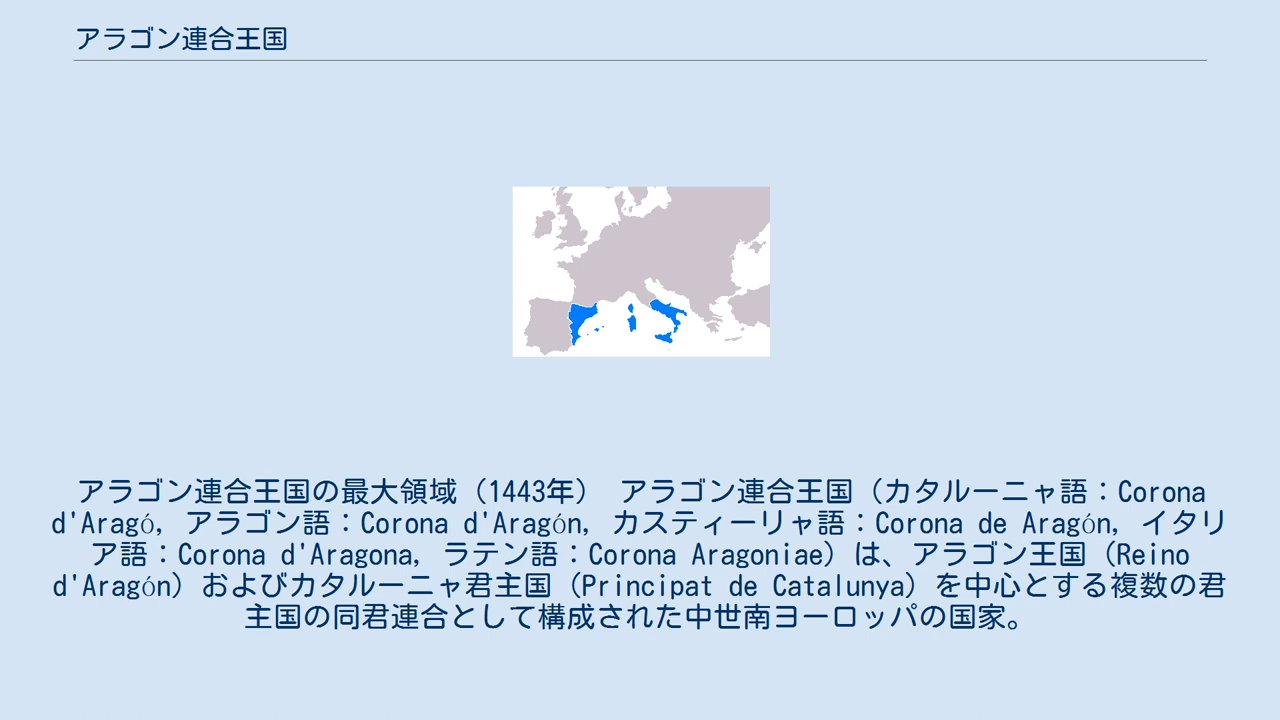 アラゴン連合王国
アラゴン連合王国の最大領域（1443年） アラゴン連合王国（カタルーニャ語：Corona
d'Aragó, アラゴン語：Corona d'Aragón, カスティーリャ語：Corona de Aragón, イタリ
ア語：Corona d'Aragona, ラテン語：Corona Aragoniae）は、アラゴン王国（Reino
d'Aragón）およびカタルーニャ君主国（Principat de Catalunya）を中心とする複数の君
主国の同君連合として構成された中世南ヨーロッパの国家。